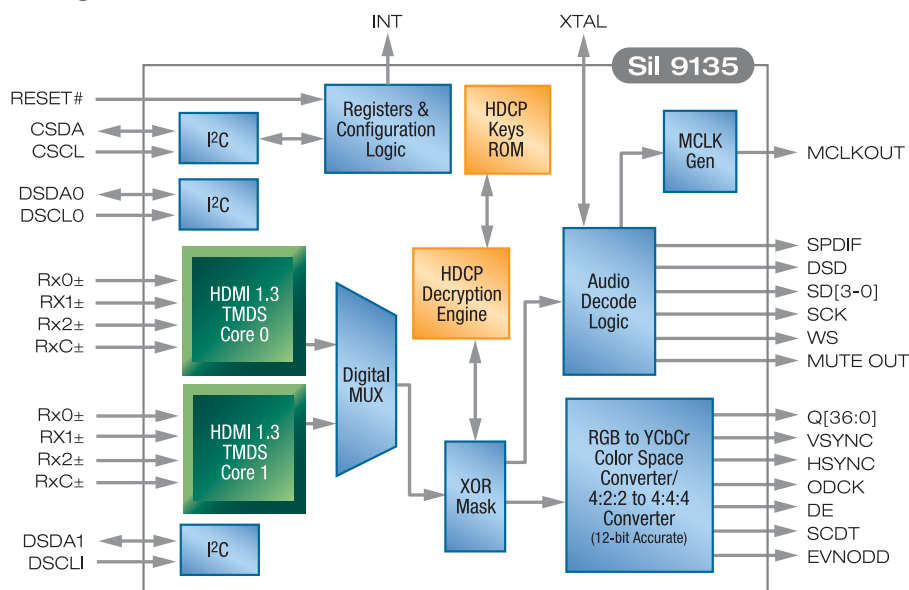 INT
XTAL
SiI 9135
RESET#
CSDA
CSCL
I²C
Registers &
Configuration
Logic
HDCP
Keys
ROM
MCLK
Gen
MCLKOUT
DSDA0
DSCL0
I²C
Rx0±
RX1±
Rx2±
RxC±
HDMI 1.3
TMDS
Core 0
Digital
MUX
HDCP
Decryption
Engine
Audio
Decode
Logic
SPDIF
DSD
SD[3-0]
SCK
WS
MUTE OUT
Rx0±
RX1±
Rx2±
RxC±
HDMI 1.3
TMDS
Core 1
XOR
Mask
RGB to YCbCr
Color Space
Converter/
4:2:2 to 4:4:4
Converter
(12-bit Accurate)
Q[36:0]
VSYNC
HSYNC
ODCK
DE
SCDT
EVNODD
DSDA1
DSCLI
I²C